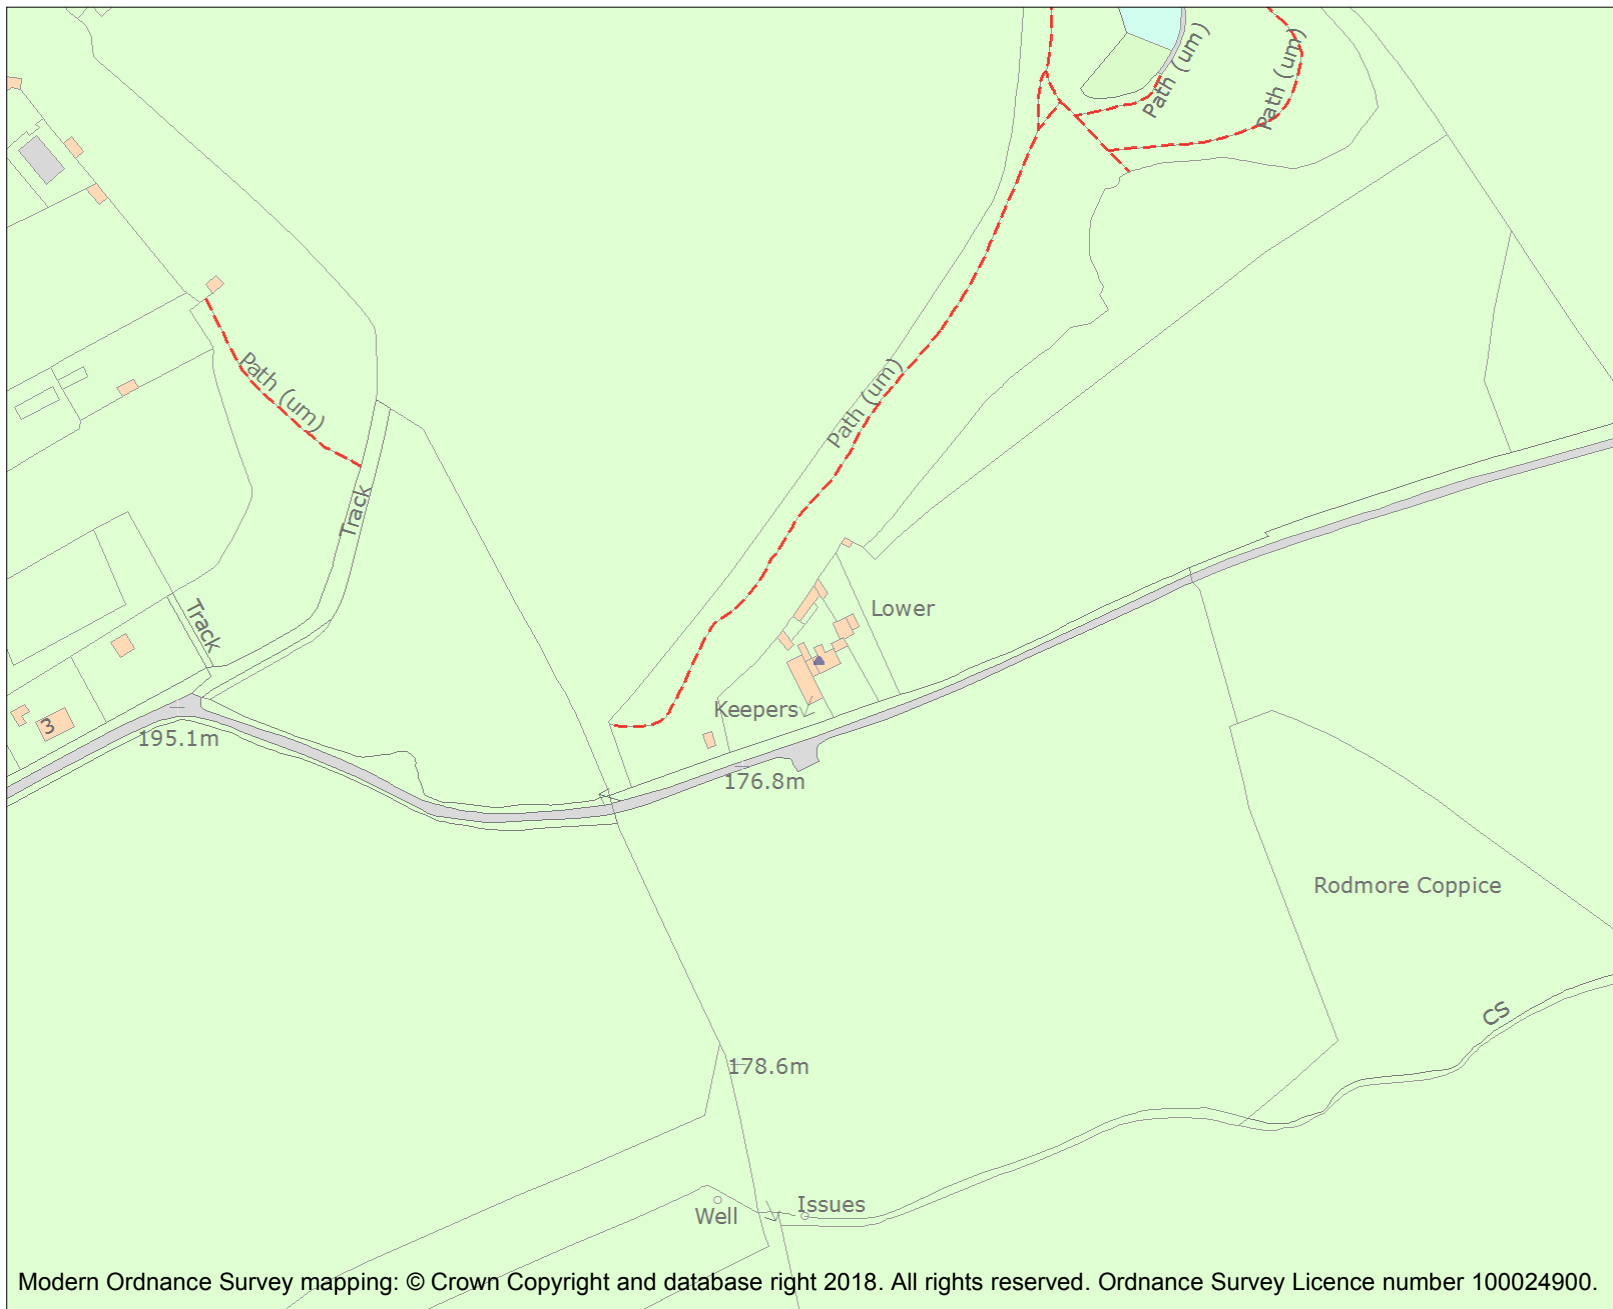 Path (um)
Path (um)
Path (um)
Path (um)
Track
Track
Lower
Keepers
3
195.1m
176.8m
Rodmore Coppice
CS
178.6m
Issues
Well
Modern Ordnance Survey mapping: © Crown Copyright and database right 2018. All rights reserved. Ordnance Survey Licence number 100024900.